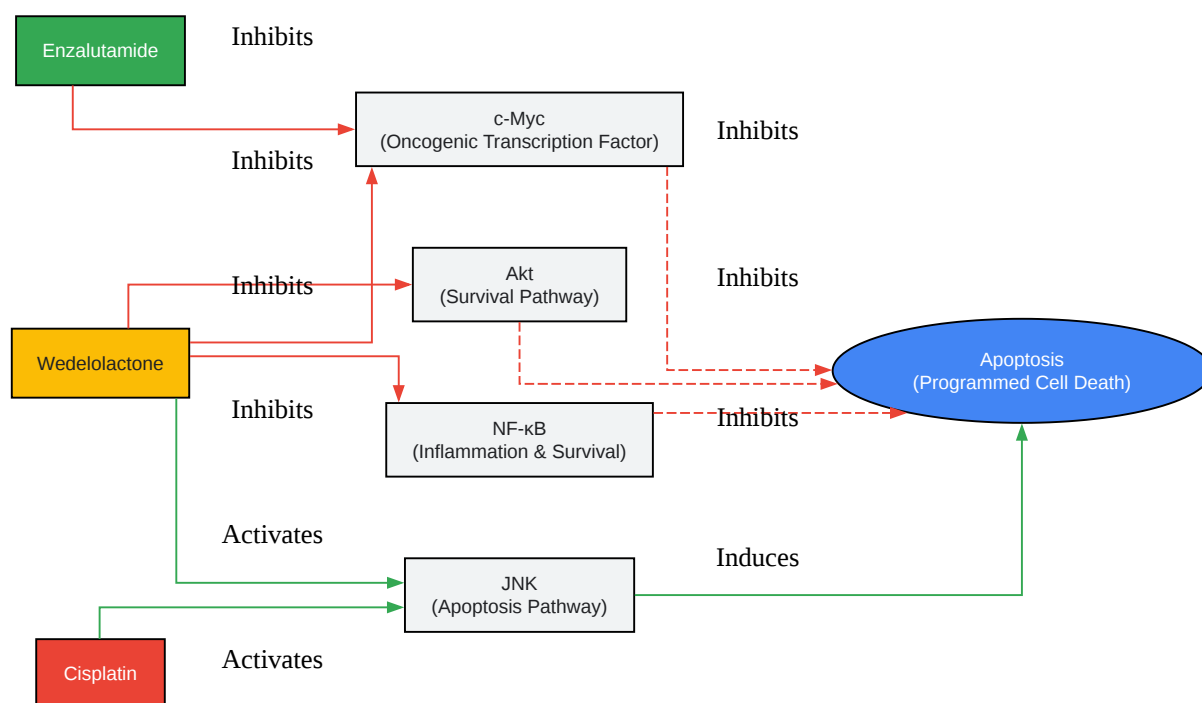 Inhibits
Enzalutamide
c-Myc
(Oncogenic Transcription Factor)
Inhibits
Inhibits
Akt
(Survival Pathway)
Inhibits
Inhibits
Wedelolactone
Apoptosis
(Programmed Cell Death)
Inhibits
NF-κB
(Inflammation & Survival)
Inhibits
Activates
JNK
(Apoptosis Pathway)
Induces
Activates
Cisplatin